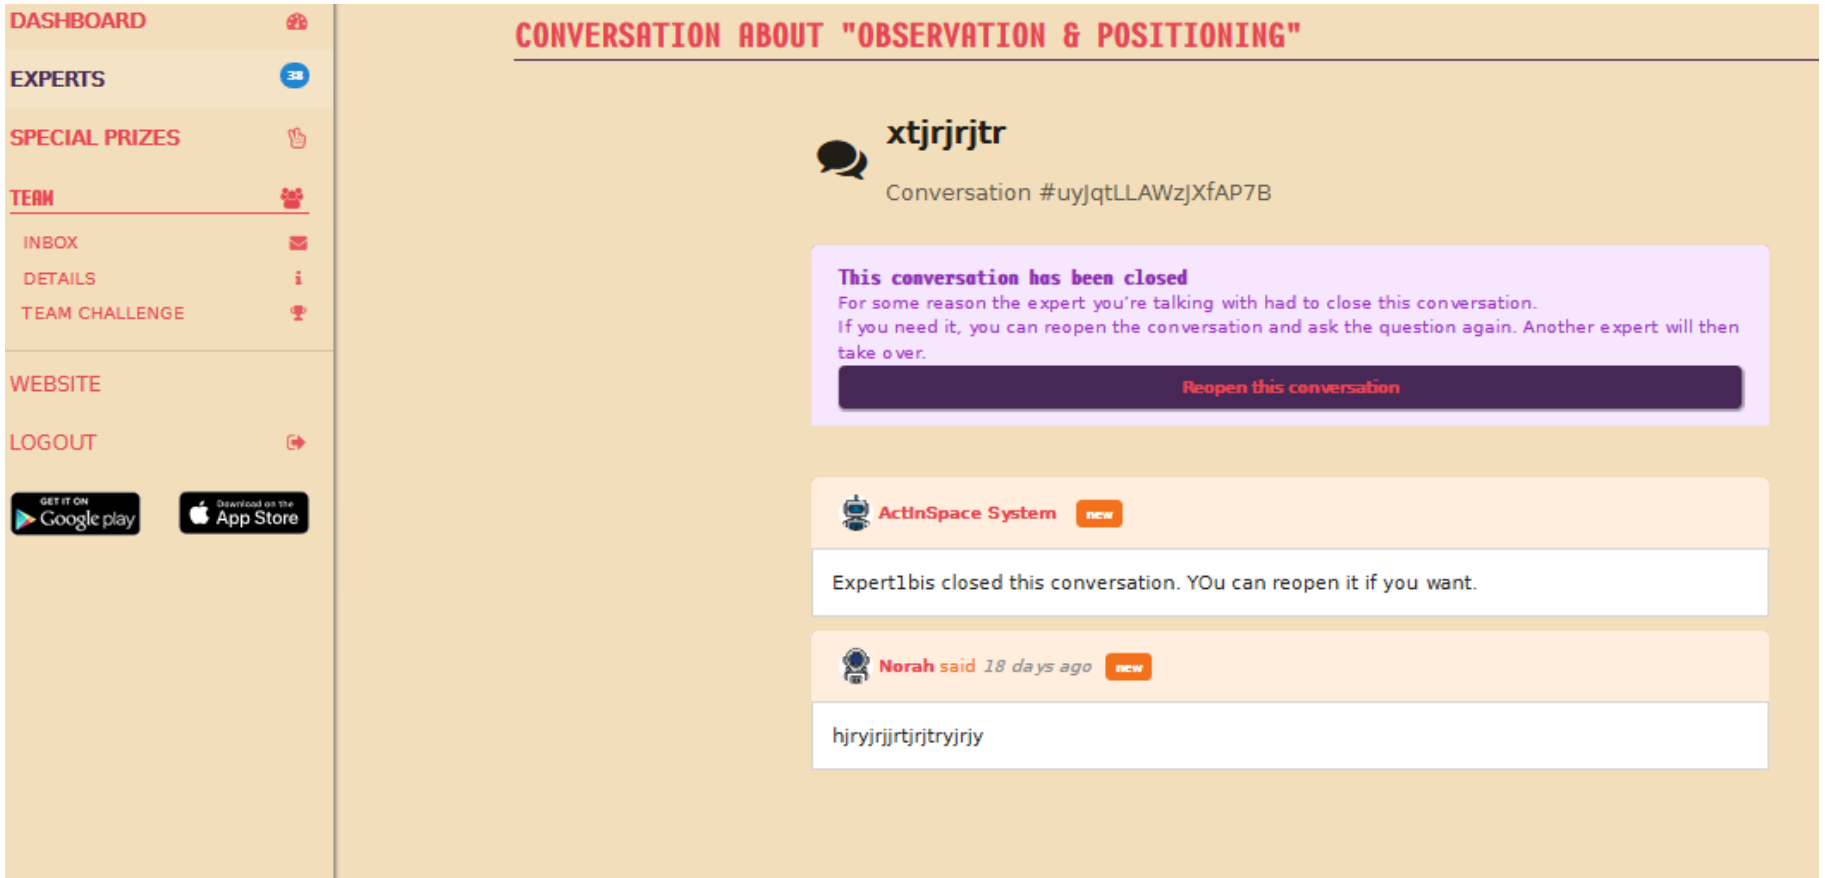 DASHBOARD
EXPERTS
38
SPECIAL PRIZES
TEAM
INBOX
DETAILS
TEAM CHALLENGE
WEBSITE
LOGOUT
GET IT ON
Google play
Download on the
App Store
CONVERSATION ABOUT "OBSERVATION & POSITIONING"
xtjrjrjtr
Conversation #uyJqtLLAWzJXfAP7B
This conversation has been closed
For some reason the expert you're talking with had to close this conversation.
If you need it, you can reopen the conversation and ask the question again. Another expert will then
take over.
Reopen this conversation
ActInSpace System new
Expert1bis closed this conversation. YOu can reopen it if you want.
Norah said 18 days ago new
hjryjrjjrtjrjtryjrjy